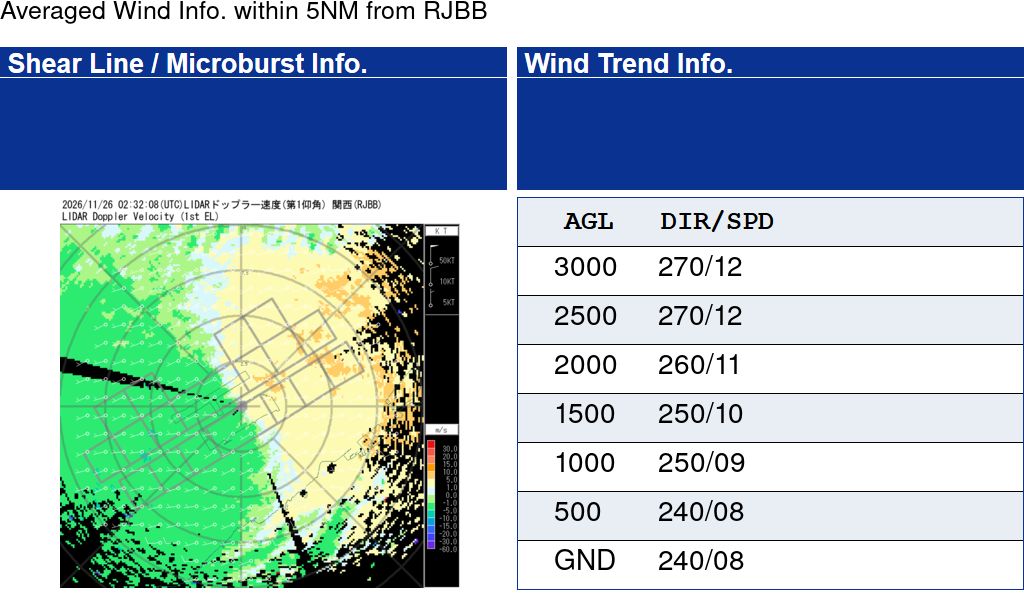 Averaged Wind Info. within 5NM from RJBB
Shear Line / Microburst Info.
Wind Trend Info.
2026/11/26 02:32:08(UTC)LIDARドップラー速度(第1仰角) 関西(RJBB)
LIDAR Doppler Velocity (1st EL)
KT
50KT
10KT
5KT
m/s
30.0
20.0
15.0
10.0
5.0
1.0
0.0
-1.0
-5.0
-10.0
-15.0
-20.0
-30.0
-60.0
AGL DIR/SPD
3000 270/12
2500 270/12
2000 260/11
1500 250/10
1000 250/09
500 240/08
GND 240/08